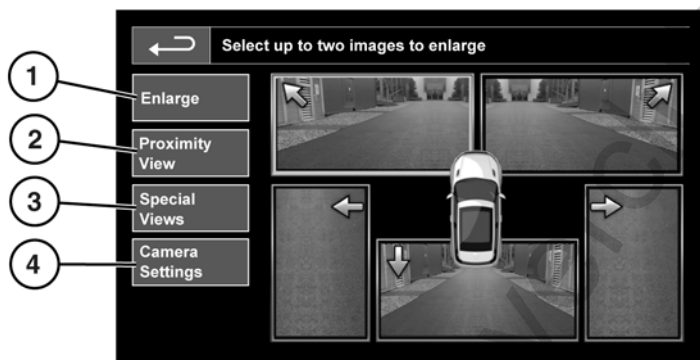 Select up to two images to enlarge
1
Enlarge
2
Proximity
View
3
Special
Views
4
Camera
Settings